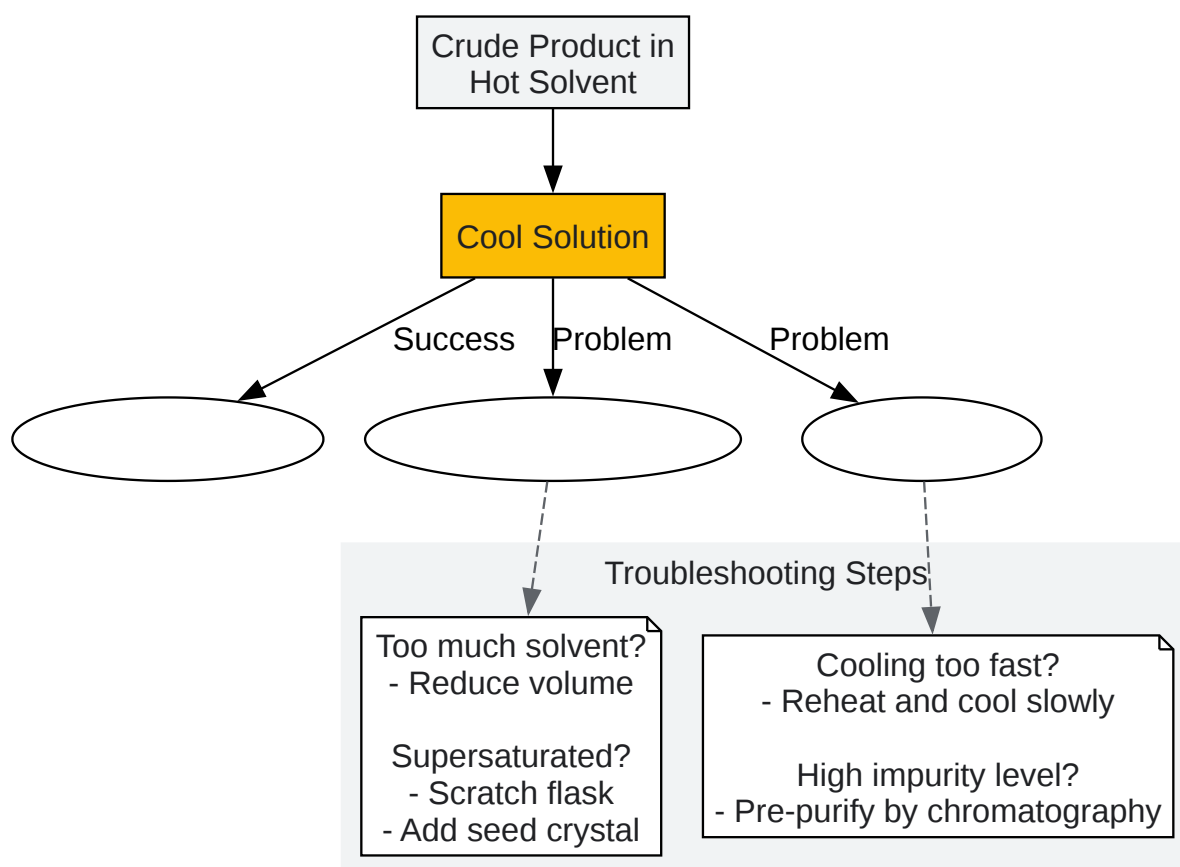 Crude Product in
Hot Solvent
Cool Solution
Success
Problem
Problem
Troubleshooting Steps
Too much solvent?
- Reduce volume
Supersaturated?
- Scratch flask
- Add seed crystal
Cooling too fast?
- Reheat and cool slowly
High impurity level?
- Pre-purify by chromatography